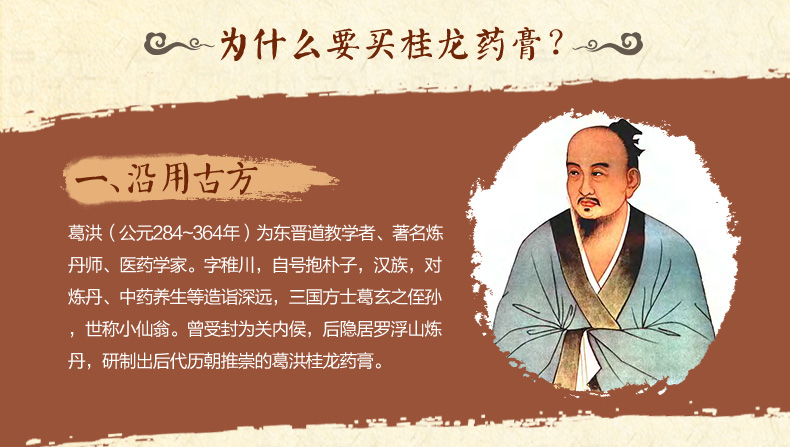 为什么要买桂龙药膏？
一、沿用古方
葛洪（公元284~364年）为东晋道教学者、著名炼
丹师、医药学家。字稚川，自号抱朴子，汉族，对
炼丹、中药养生等造诣深远，三国方士葛玄之侄孙
，世称小仙翁。曾受封为关内侯，后隐居罗浮山炼
丹，研制出后代历朝推崇的葛洪桂龙药膏。